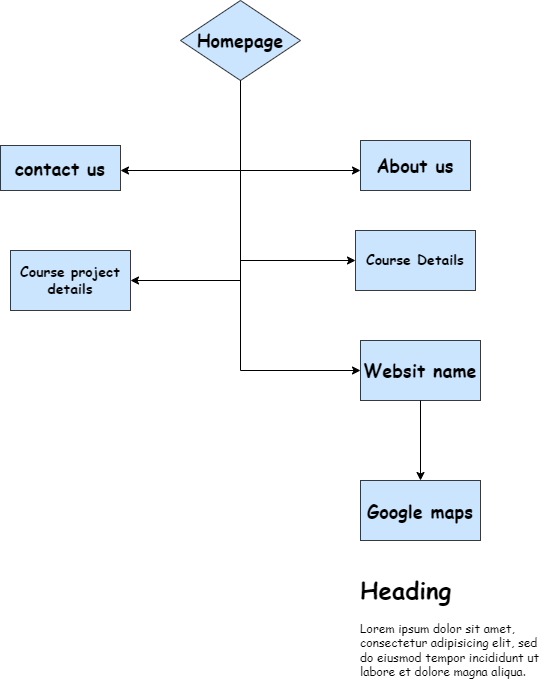 Homepage
contact us
About us
Course Details
Course project
details
Websit name
Google maps
Heading
Lorem ipsum dolor sit amet,
consectetur adipisicing elit, sed
do eiusmod tempor incididunt ut
labore et dolore magna aliqua.